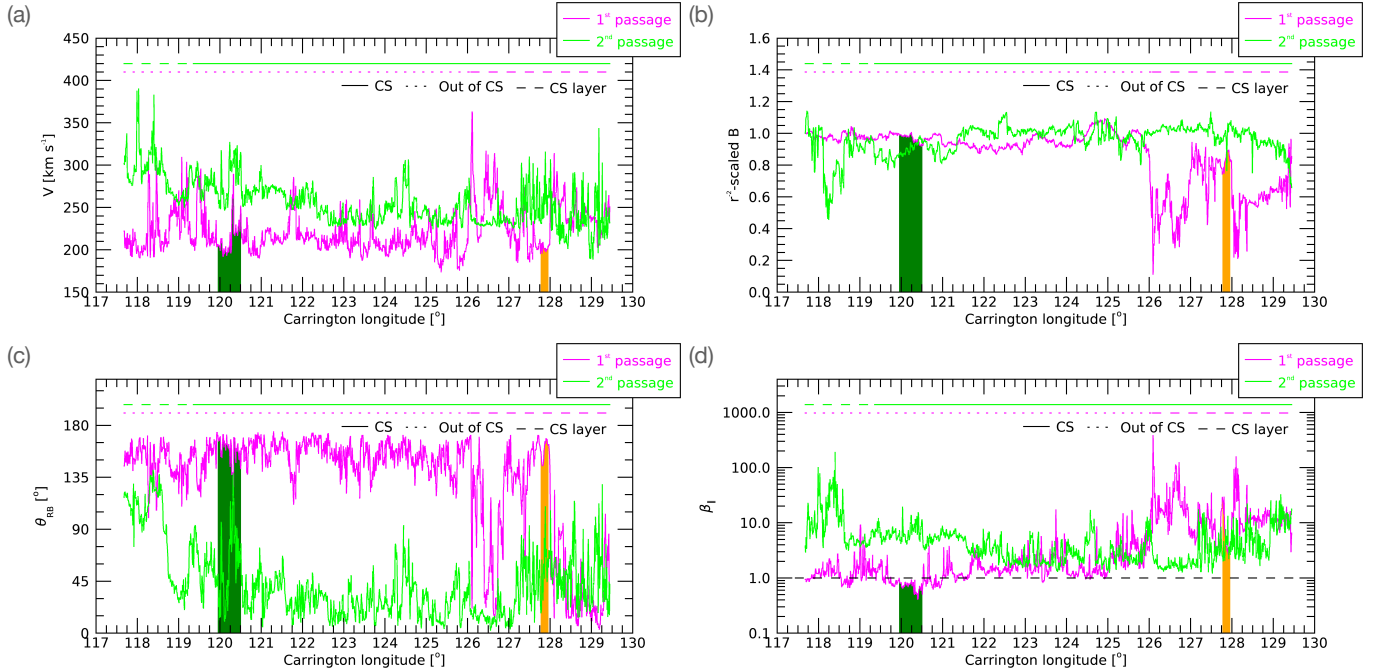 (a)
1st passage
2nd passage
450
400
350
300
250
200
150
V [km s-1]
CS
Out of CS
CS layer
117 118 119 120 121 122 123 124 125 126 127 128 129 130
Carrington longitude [o]
(b)
1st passage
2nd passage
1.6
1.4
1.2
1.0
0.8
0.6
0.4
0.2
0.0
r-2-scaled B
CS
Out of CS
CS layer
117 118 119 120 121 122 123 124 125 126 127 128 129 130
Carrington longitude [o]
(c)
1st passage
2nd passage
180
135
90
45
0
θRB [o]
CS
Out of CS
CS layer
117 118 119 120 121 122 123 124 125 126 127 128 129 130
Carrington longitude [o]
(d)
1st passage
2nd passage
1000.0
100.0
10.0
1.0
0.1
βI
CS
Out of CS
CS layer
117 118 119 120 121 122 123 124 125 126 127 128 129 130
Carrington longitude [o]